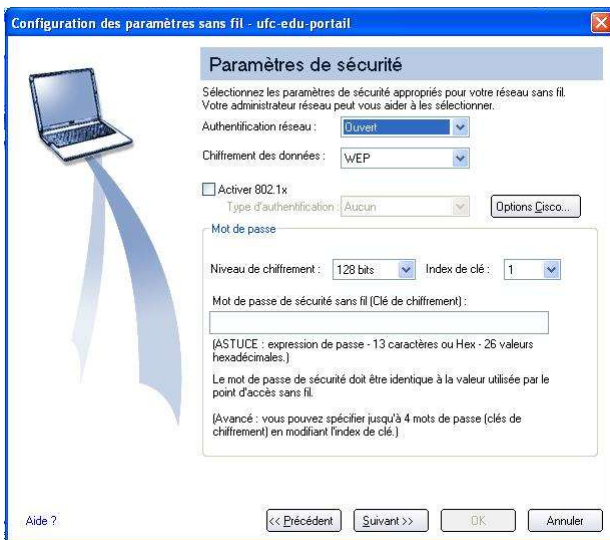 Configuration des paramètres sans fil - ufc-edu-portail
Paramètres de sécurité
Sélectionnez les paramètres de sécurité appropriés pour votre réseau sans fil.
Votre administrateur réseau peut vous aider à les sélectionner.
Authentification réseau : Ouvert
Chiffrement des données : WEP
Activer 802.1x
Type d'authentification : Aucun
Options Cisco...
Mot de passe
Niveau de chiffrement : 128 bits Index de clé : 1
Mot de passe de sécurité sans fil (Clé de chiffrement) :
(ASTUCE : expression de passe - 13 caractères ou Hex - 26 valeurs
hexadécimales.)
Le mot de passe de sécurité doit être identique à la valeur utilisée par le
point d'accès sans fil.
(Avancé : vous pouvez spécifier jusqu'à 4 mots de passe (clés de
chiffrement) en modifiant l'index de clé.)
Aide ? << Précédent Suivant >> OK Annuler